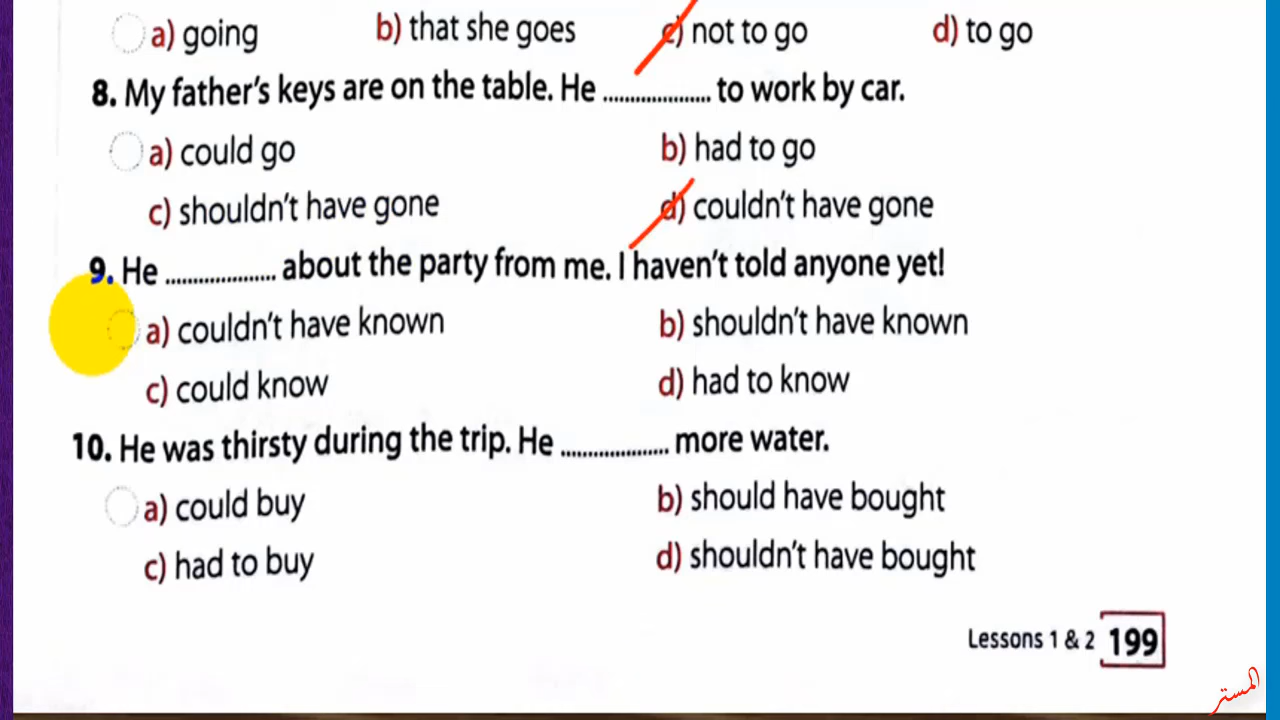 a) going b) that she goes c) not to go d) to go
8. My father's keys are on the table. He .................... to work by car.
a) could go b) had to go
c) shouldn't have gone d) couldn't have gone
9. He .................... about the party from me. I haven't told anyone yet!
a) couldn't have known b) shouldn't have known
c) could know d) had to know
10. He was thirsty during the trip. He .................... more water.
a) could buy b) should have bought
c) had to buy d) shouldn't have bought
Lessons 1 & 2 199
المستر